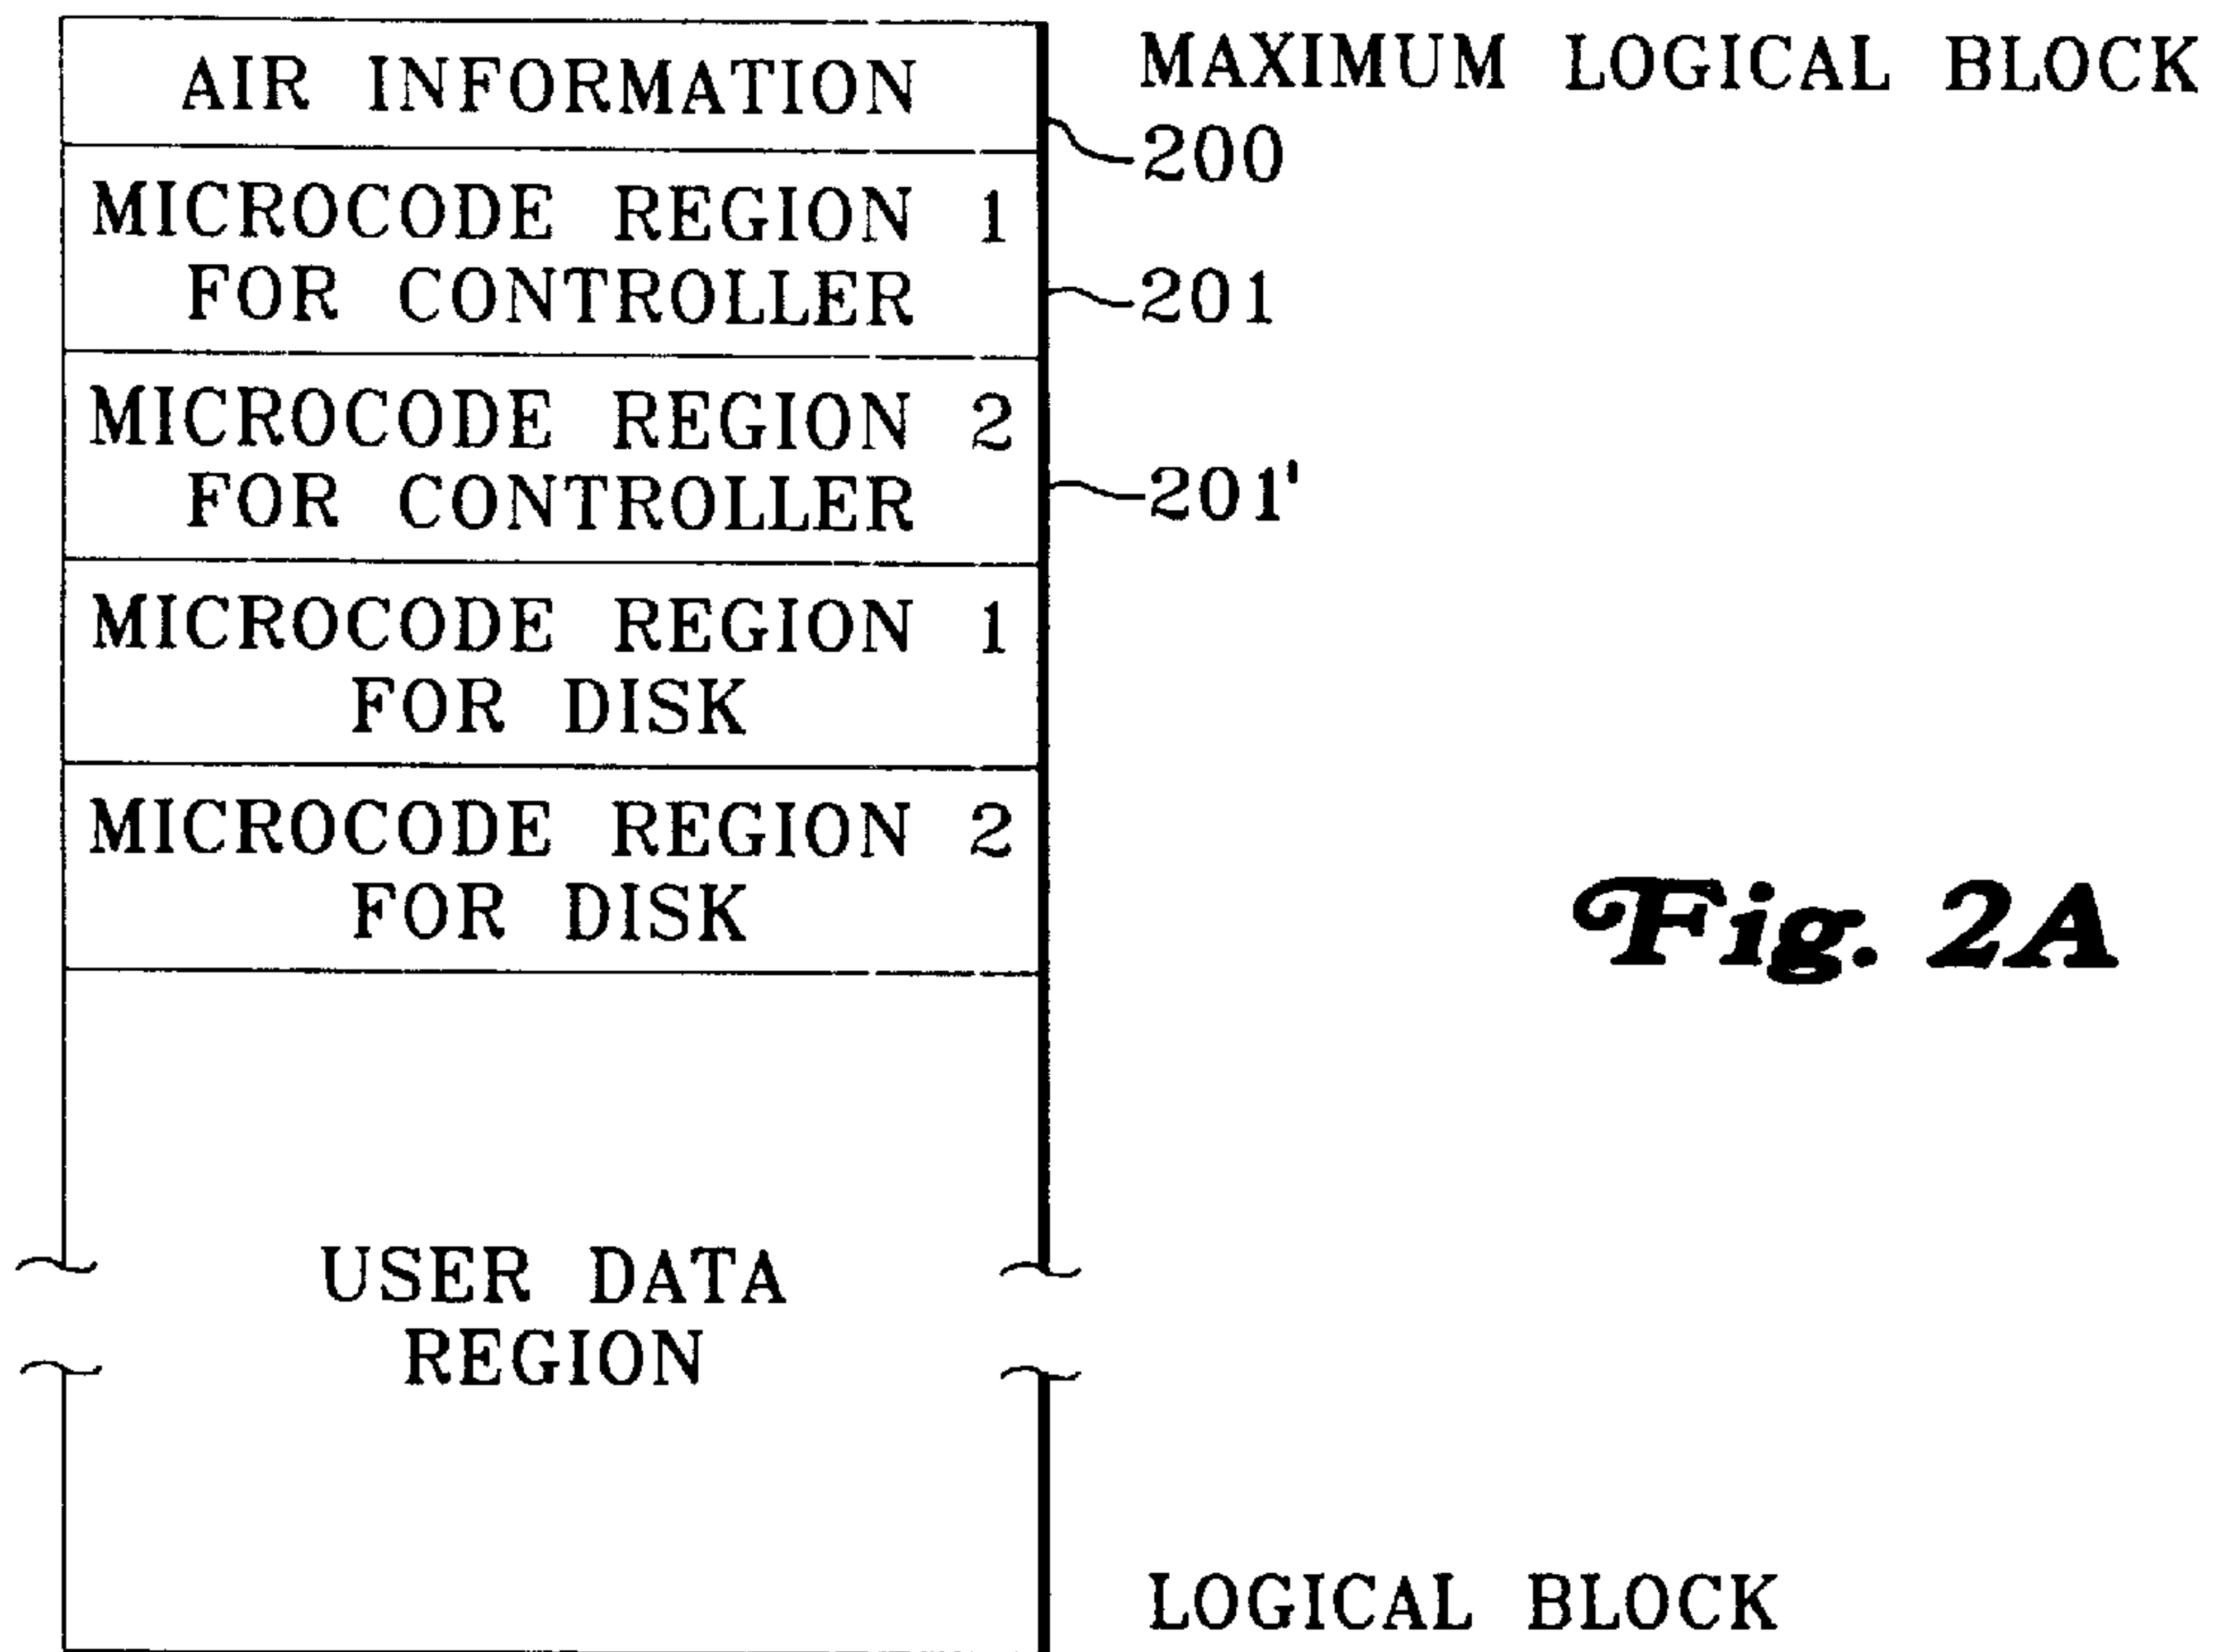 AIR INFORMATION
MAXIMUM LOGICAL BLOCK
200
MICROCODE REGION 1
FOR CONTROLLER
201
MICROCODE REGION 2
FOR CONTROLLER
201'
MICROCODE REGION 1
FOR DISK
MICROCODE REGION 2
FOR DISK
Fig. 2A
USER DATA
REGION
LOGICAL BLOCK